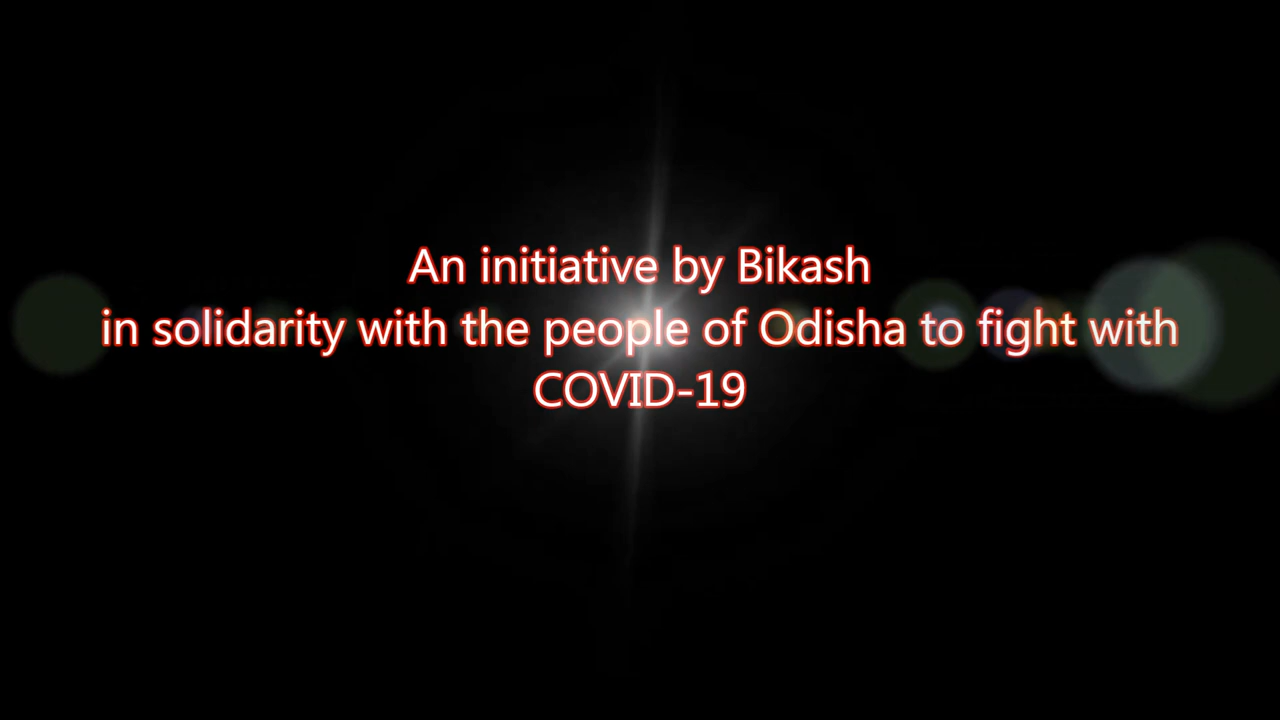 An initiative by Bikash
in solidarity with the people of Odisha to fight with
COVID-19